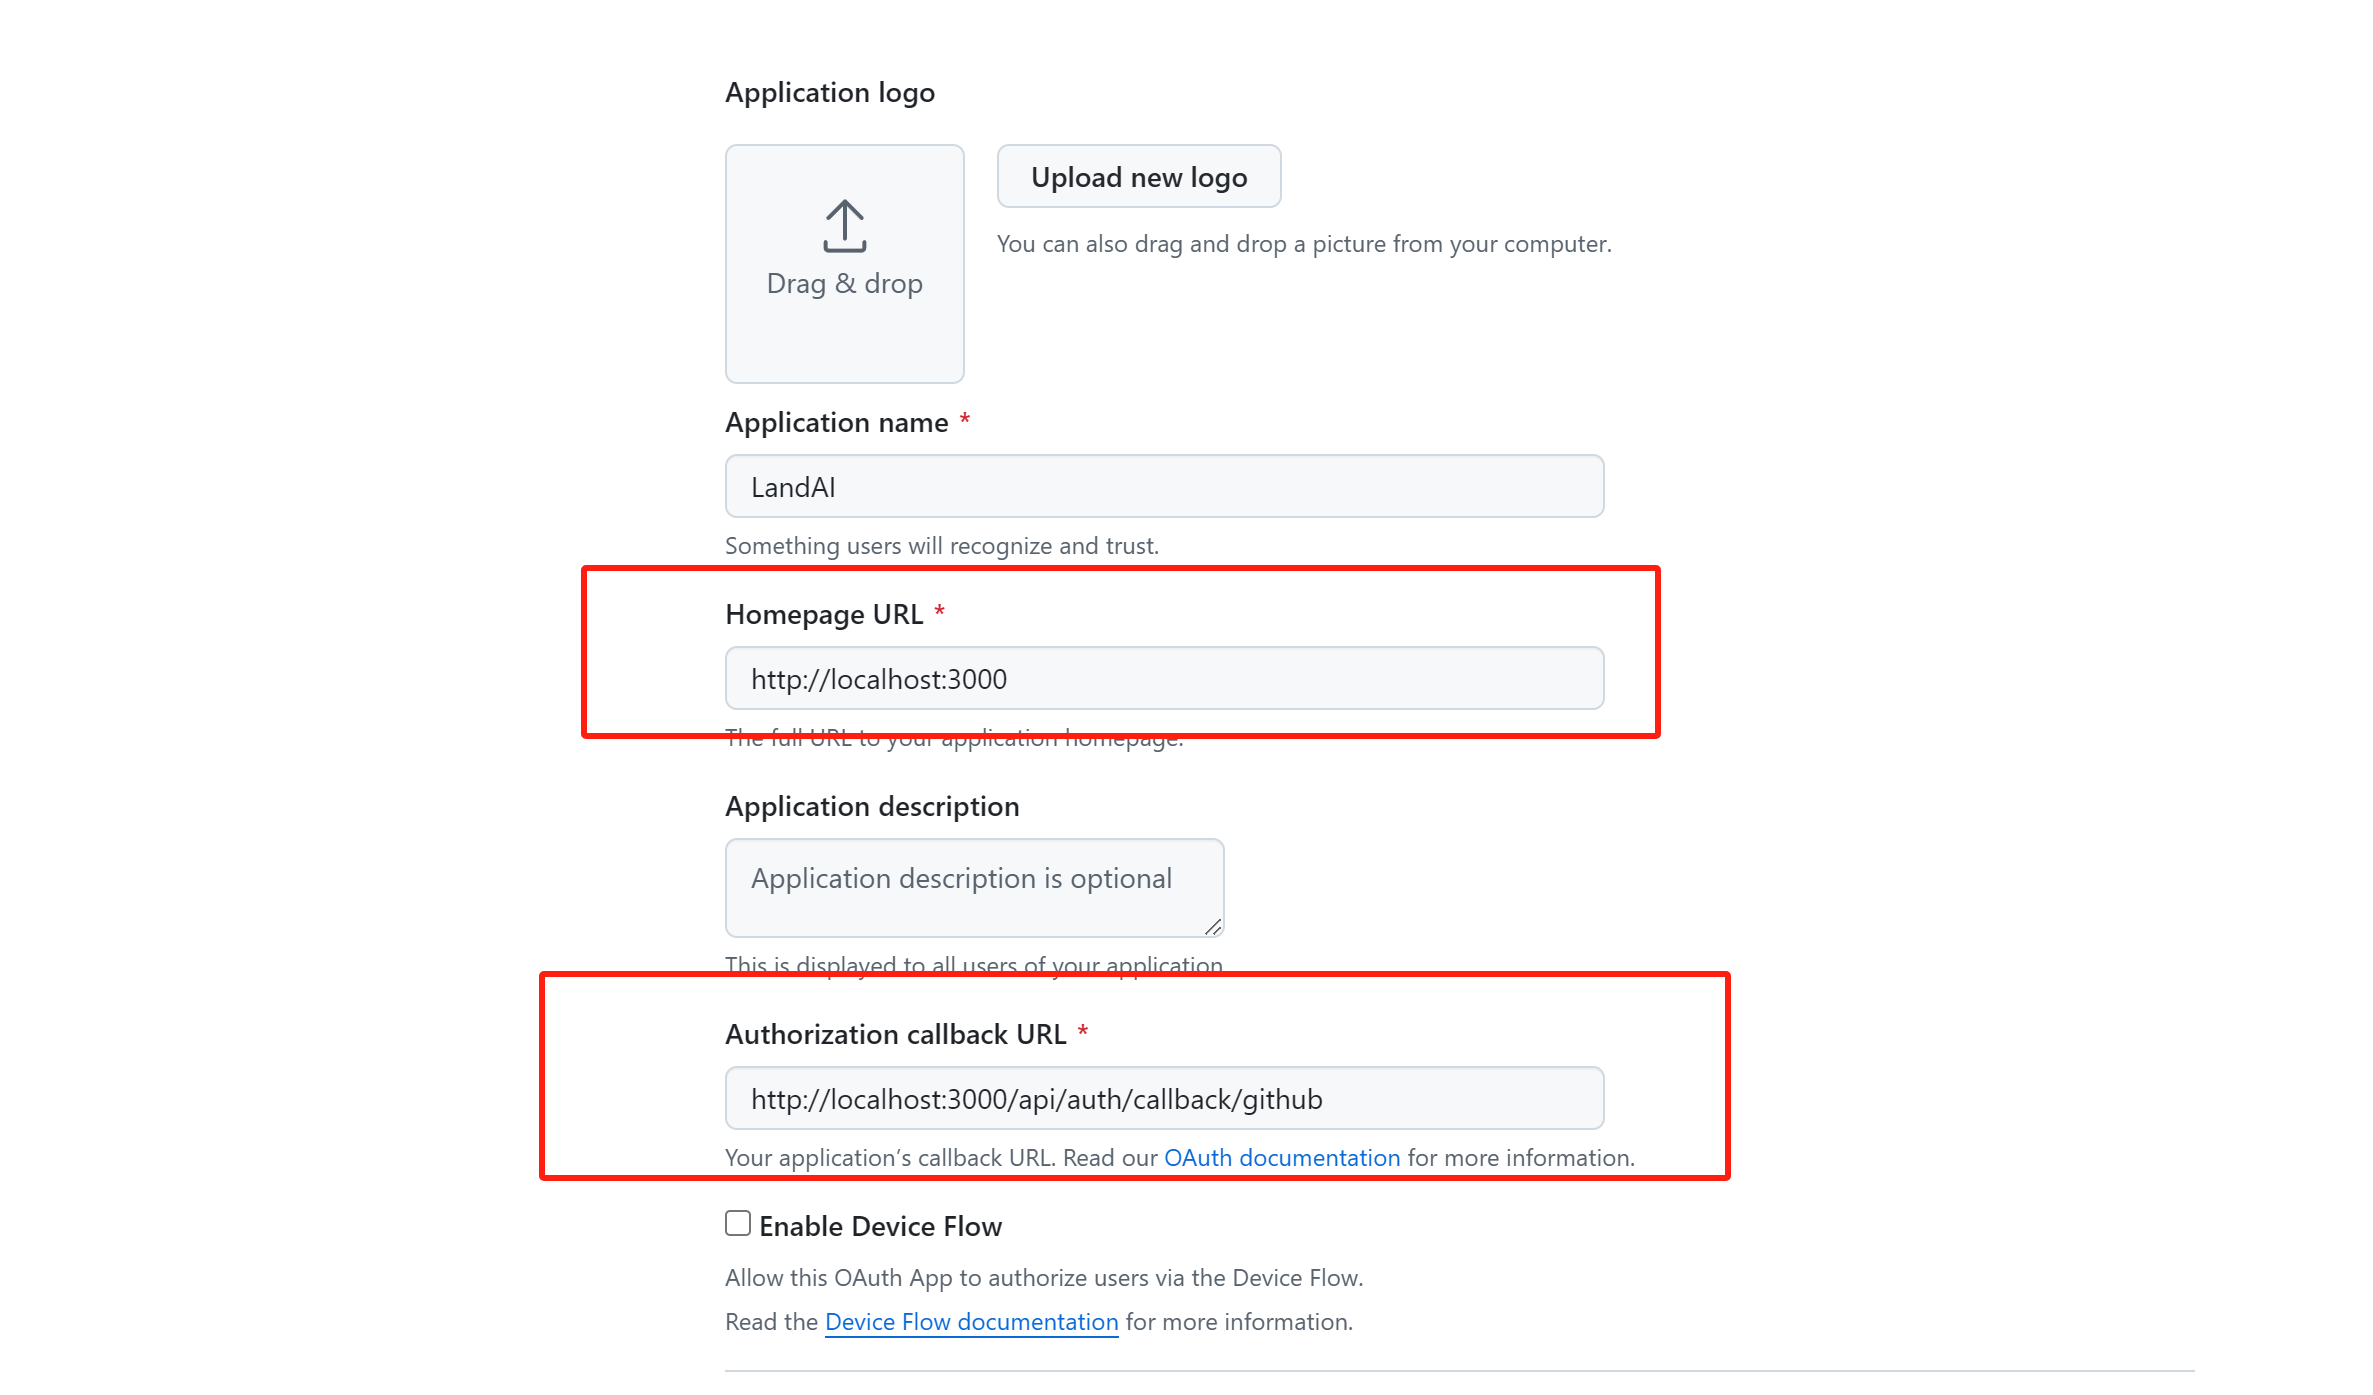 Application logo
Upload new logo
Drag & drop
You can also drag and drop a picture from your computer.
Application name *
LandAI
Something users will recognize and trust.
Homepage URL *
http://localhost:3000
The full URL to your application homepage.
Application description
Application description is optional
This is displayed to all users of your application
Authorization callback URL *
http://localhost:3000/api/auth/callback/github
Your application’s callback URL. Read our OAuth documentation for more information.
Enable Device Flow
Allow this OAuth App to authorize users via the Device Flow.
Read the Device Flow documentation for more information.